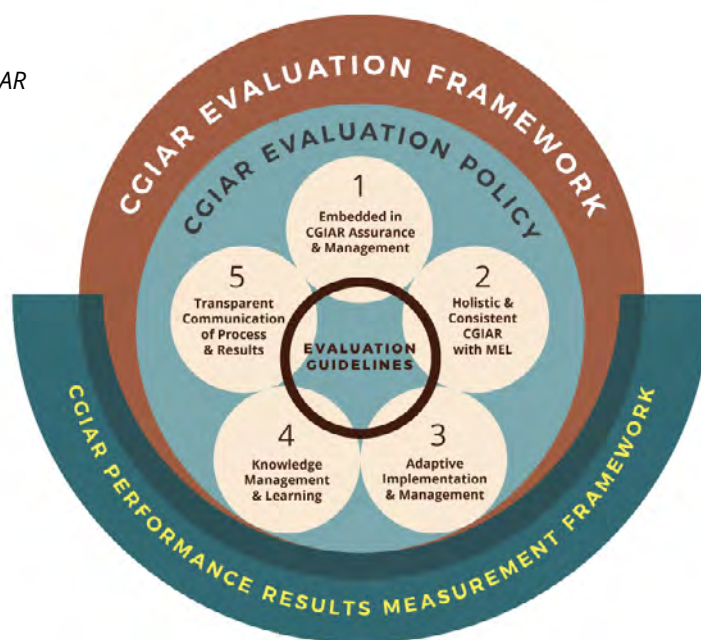 AR
CGIAR EVALUATION FRAMEWORK
CGIAR EVALUATION POLICY
1
Embedded in
CGIAR Assurance
& Management
5
Transparent
Communication
of Process
& Results
2
Holistic &
Consistent
CGIAR
with MEL
EVALUATION
GUIDELINES
4
Knowledge
Management
& Learning
3
Adaptive
Implementation
& Management
CGIAR PERFORMANCE RESULTS MEASUREMENT FRAMEWORK